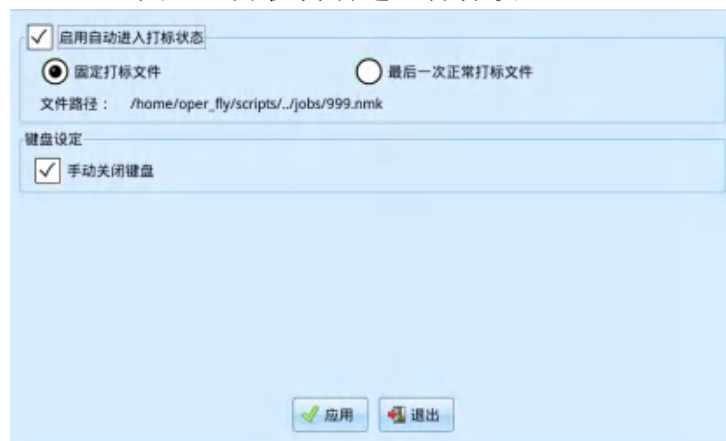 启用自动进入打标状态
固定打标文件 最后一次正常打标文件
文件路径： /home/oper_fly/scripts/../jobs/999.nmk
键盘设定
手动关闭键盘
应用 退出